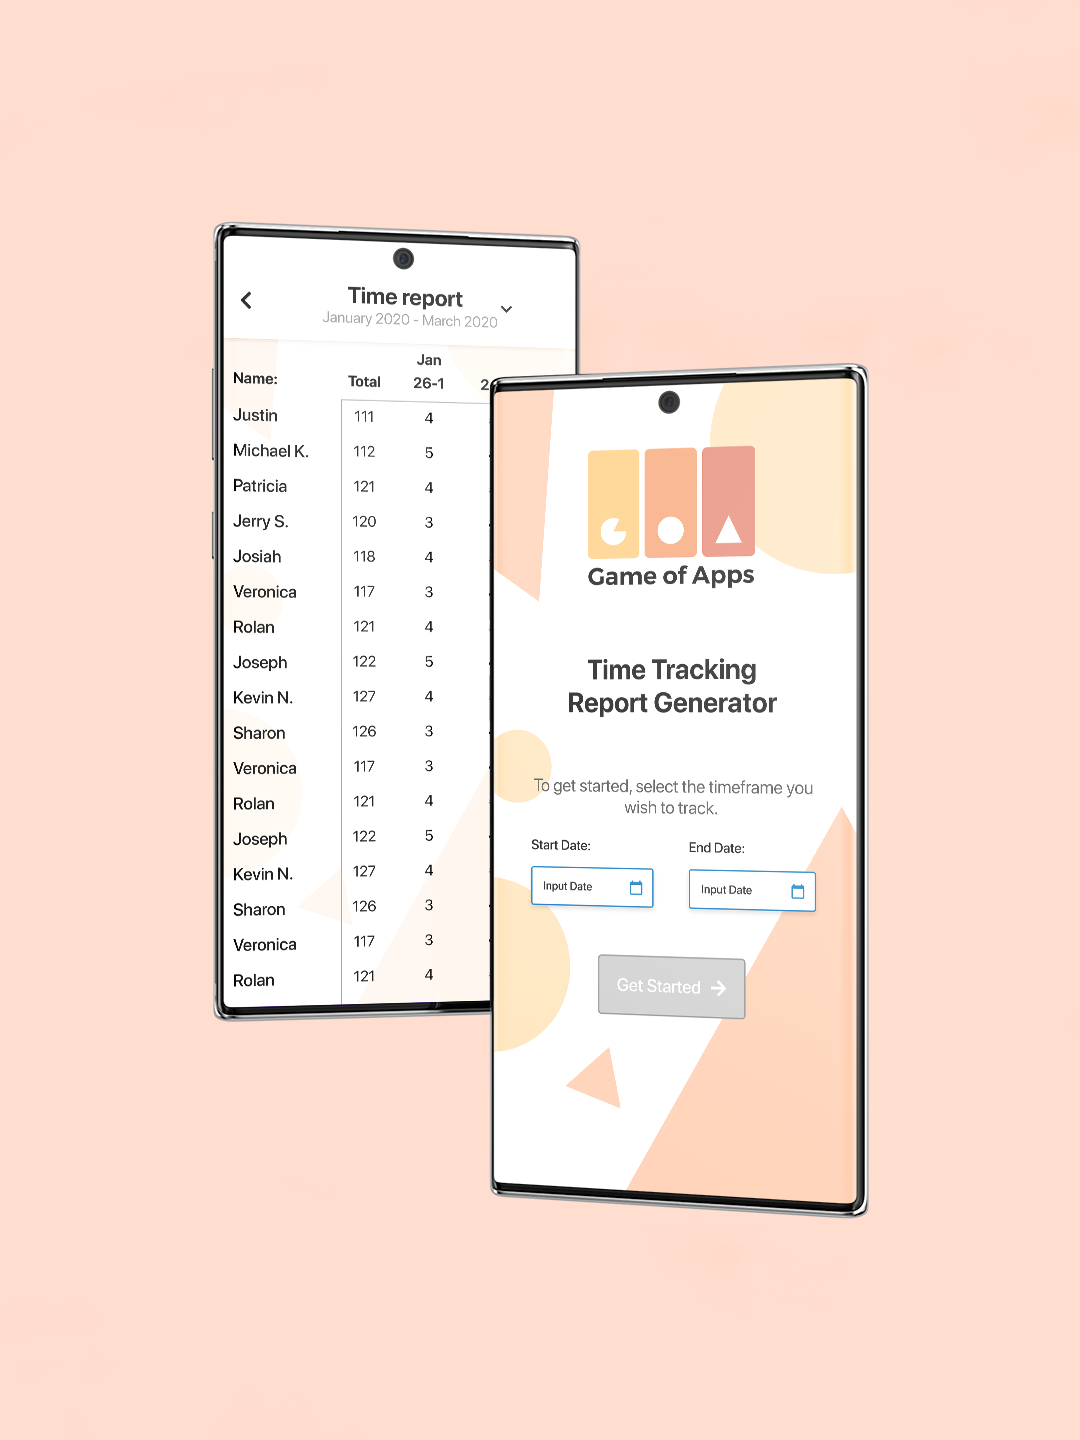 Time report
January 2020 - March 2020
Jan
Name: Total 26-1 2
Justin 111 4
Michael K. 112 5
Patricia 121 4
Jerry S. 120 3
Josiah 118 4
Veronica 117 3
Rolan 121 4
Joseph 122 5
Kevin N. 127 4
Sharon 126 3
Veronica 117 3
Rolan 121 4
Joseph 122 5
Kevin N. 127 4
Sharon 126 3
Veronica 117 3
Rolan 121 4
Game of Apps
Time Tracking
Report Generator
To get started, select the timeframe you
wish to track.
Start Date: End Date:
Input Date Input Date
Get Started